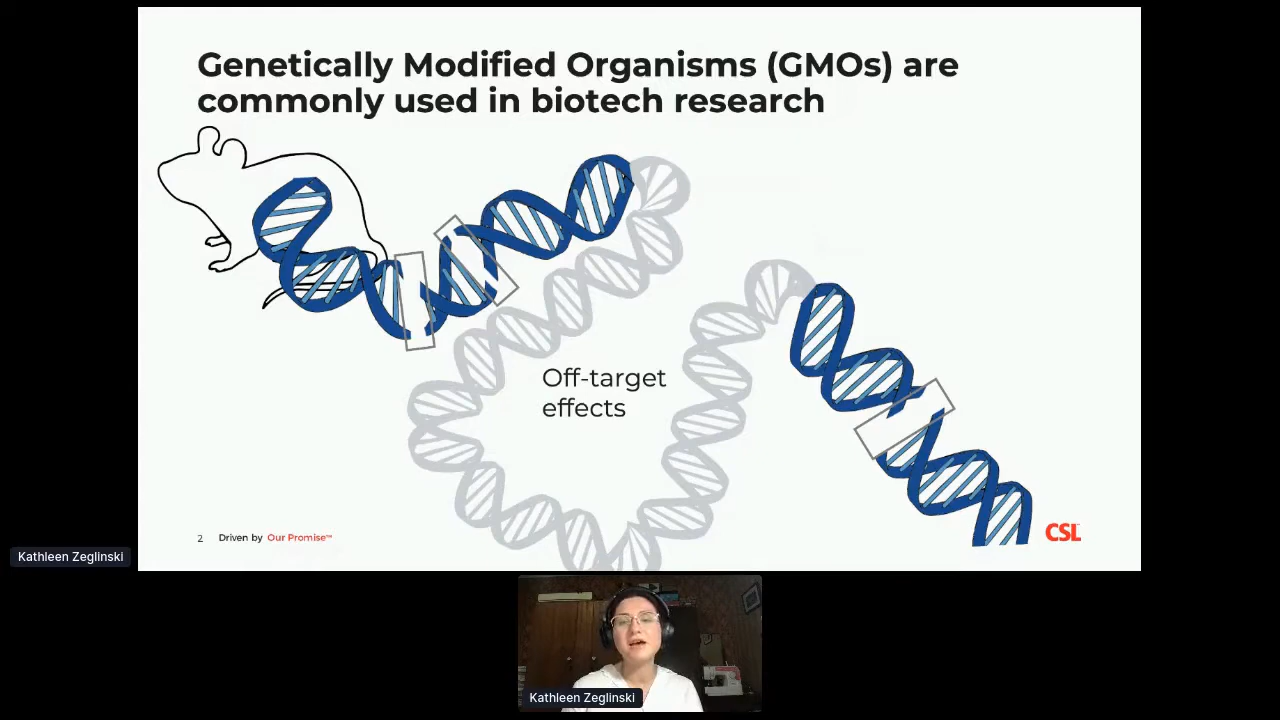 Genetically Modified Organisms (GMOs) are
commonly used in biotech research
Off-target
effects
2 Driven by Our Promise™
CSL
Kathleen Zeglinski
Kathleen Zeglinski